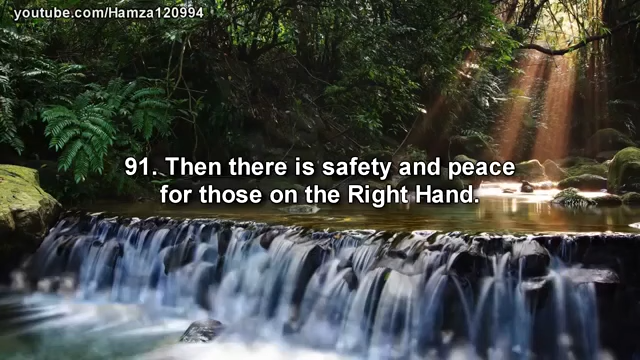 youtube.com/Hamza120994
91. Then there is safety and peace
for those on the Right Hand.